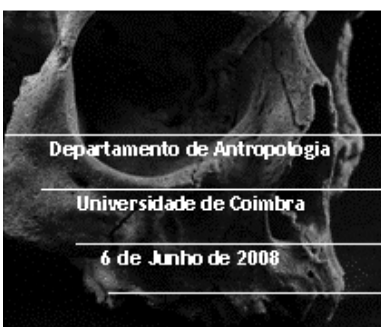 Departamento de Antropologia
Universidade de Coimbra
6 de Junho de 2008